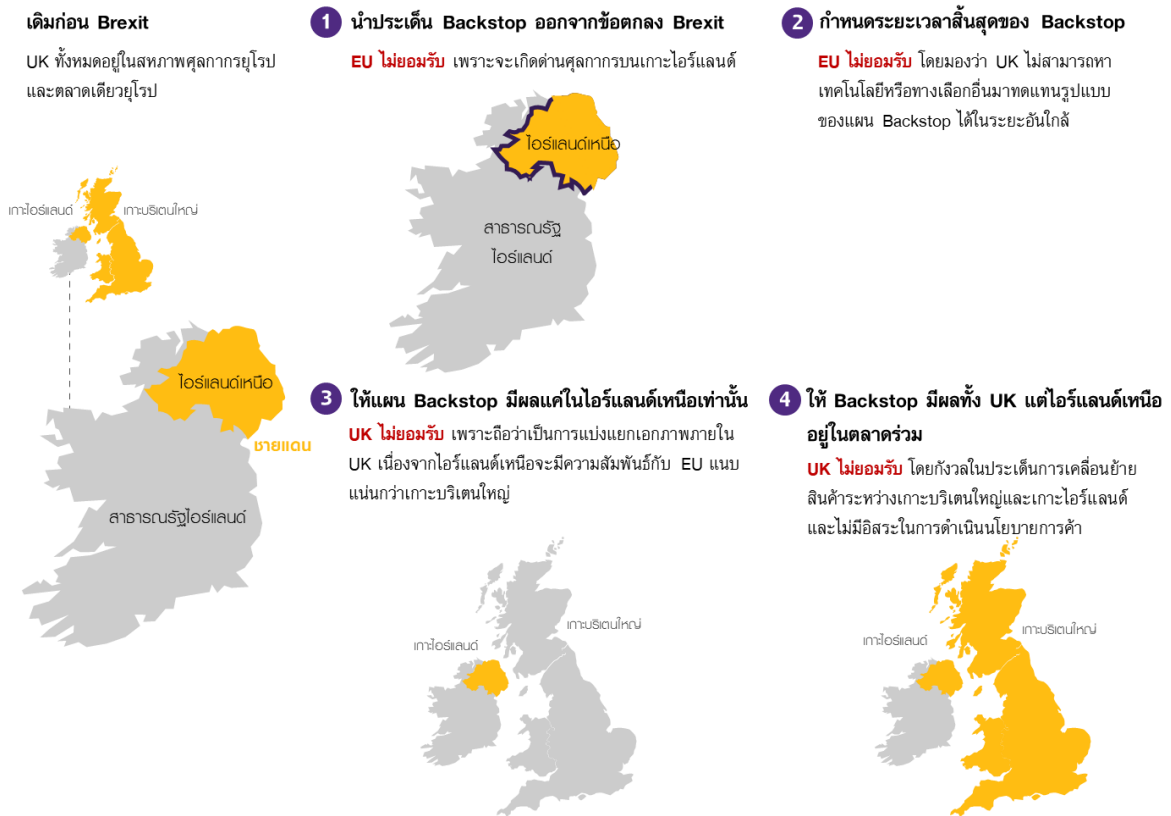 เดิมก่อน Brexit
UK ทั้งหมดอยู่ในสหภาพศุลกากรยุโรป
และตลาดเดียวยุโรป
เกาะไอร์แลนด์
เกาะบริเตนใหญ่
ไอร์แลนด์เหนือ
ชายแดน
สาธารณรัฐไอร์แลนด์
1 นำประเด็น Backstop ออกจากข้อตกลง Brexit
EU ไม่ยอมรับ เพราะจะเกิดด่านศุลกากรบนเกาะไอร์แลนด์
ไอร์แลนด์เหนือ
สาธารณรัฐ
ไอร์แลนด์
2 กำหนดระยะเวลาสิ้นสุดของ Backstop
EU ไม่ยอมรับ โดยมองว่า UK ไม่สามารถหา
เทคโนโลยีหรือทางเลือกอื่นมาทดแทนรูปแบบ
ของแผน Backstop ได้ในระยะอันใกล้
3 ให้แผน Backstop มีผลแค่ในไอร์แลนด์เหนือเท่านั้น
UK ไม่ยอมรับ เพราะถือว่าเป็นการแบ่งแยกเอกภาพภายใน
UK เนื่องจากไอร์แลนด์เหนือจะมีความสัมพันธ์กับ EU แนบ
แน่นกว่าเกาะบริเตนใหญ่
เกาะไอร์แลนด์
เกาะบริเตนใหญ่
4 ให้ Backstop มีผลทั้ง UK แต่ไอร์แลนด์เหนือ
อยู่ในตลาดร่วม
UK ไม่ยอมรับ โดยกังวลในประเด็นการเคลื่อนย้าย
สินค้าระหว่างเกาะบริเตนใหญ่และเกาะไอร์แลนด์
และไม่มีอิสระในการดำเนินนโยบายการค้า
เกาะไอร์แลนด์
เกาะบริเตนใหญ่